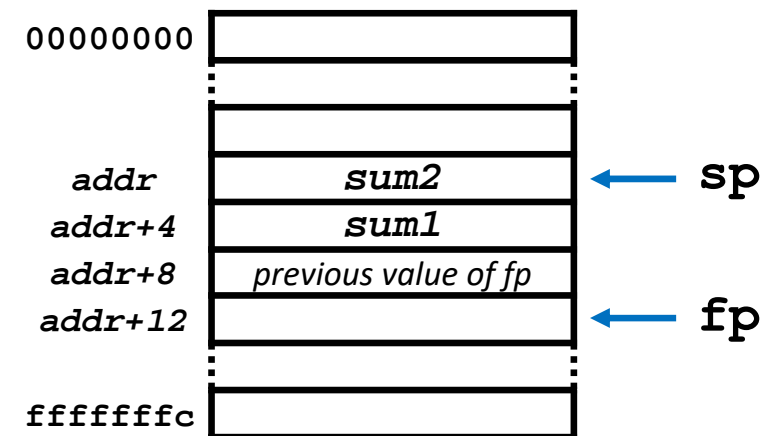 00000000
addr sum2 sp
addr+4 sum1
addr+8 previous value of fp
addr+12 fp
fffffffc